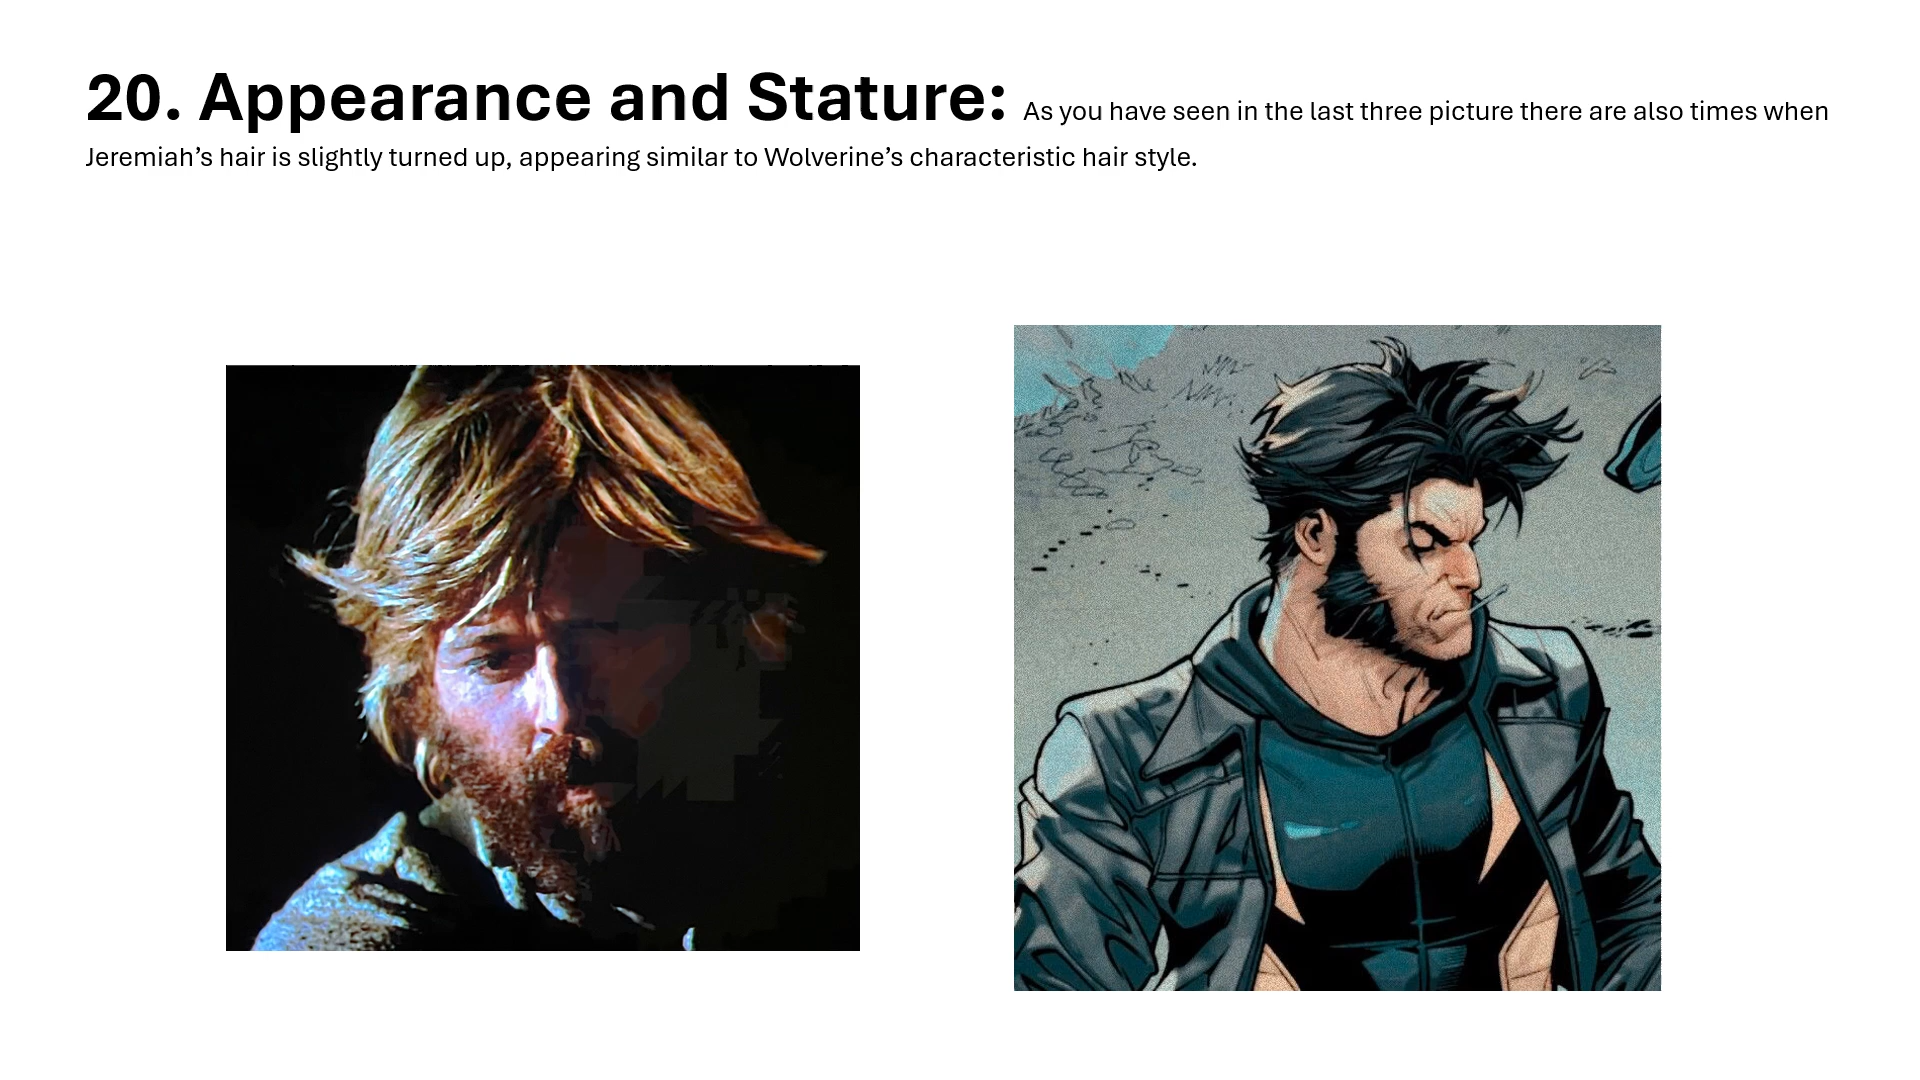 20. Appearance and Stature: As you have seen in the last three picture there are also times when
Jeremiah’s hair is slightly turned up, appearing similar to Wolverine’s characteristic hair style.